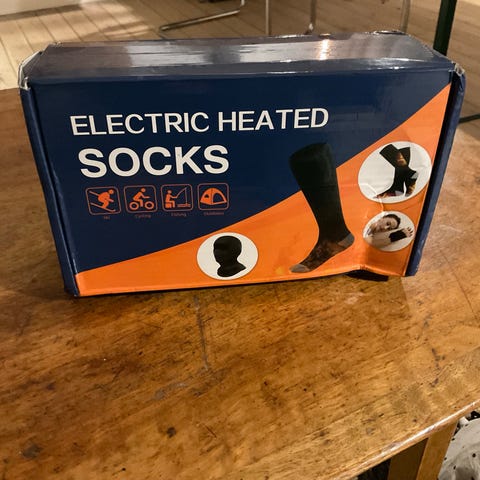 ELECTRIC HEATED
SOCKS
Ski Cycling Fishing Outdoors